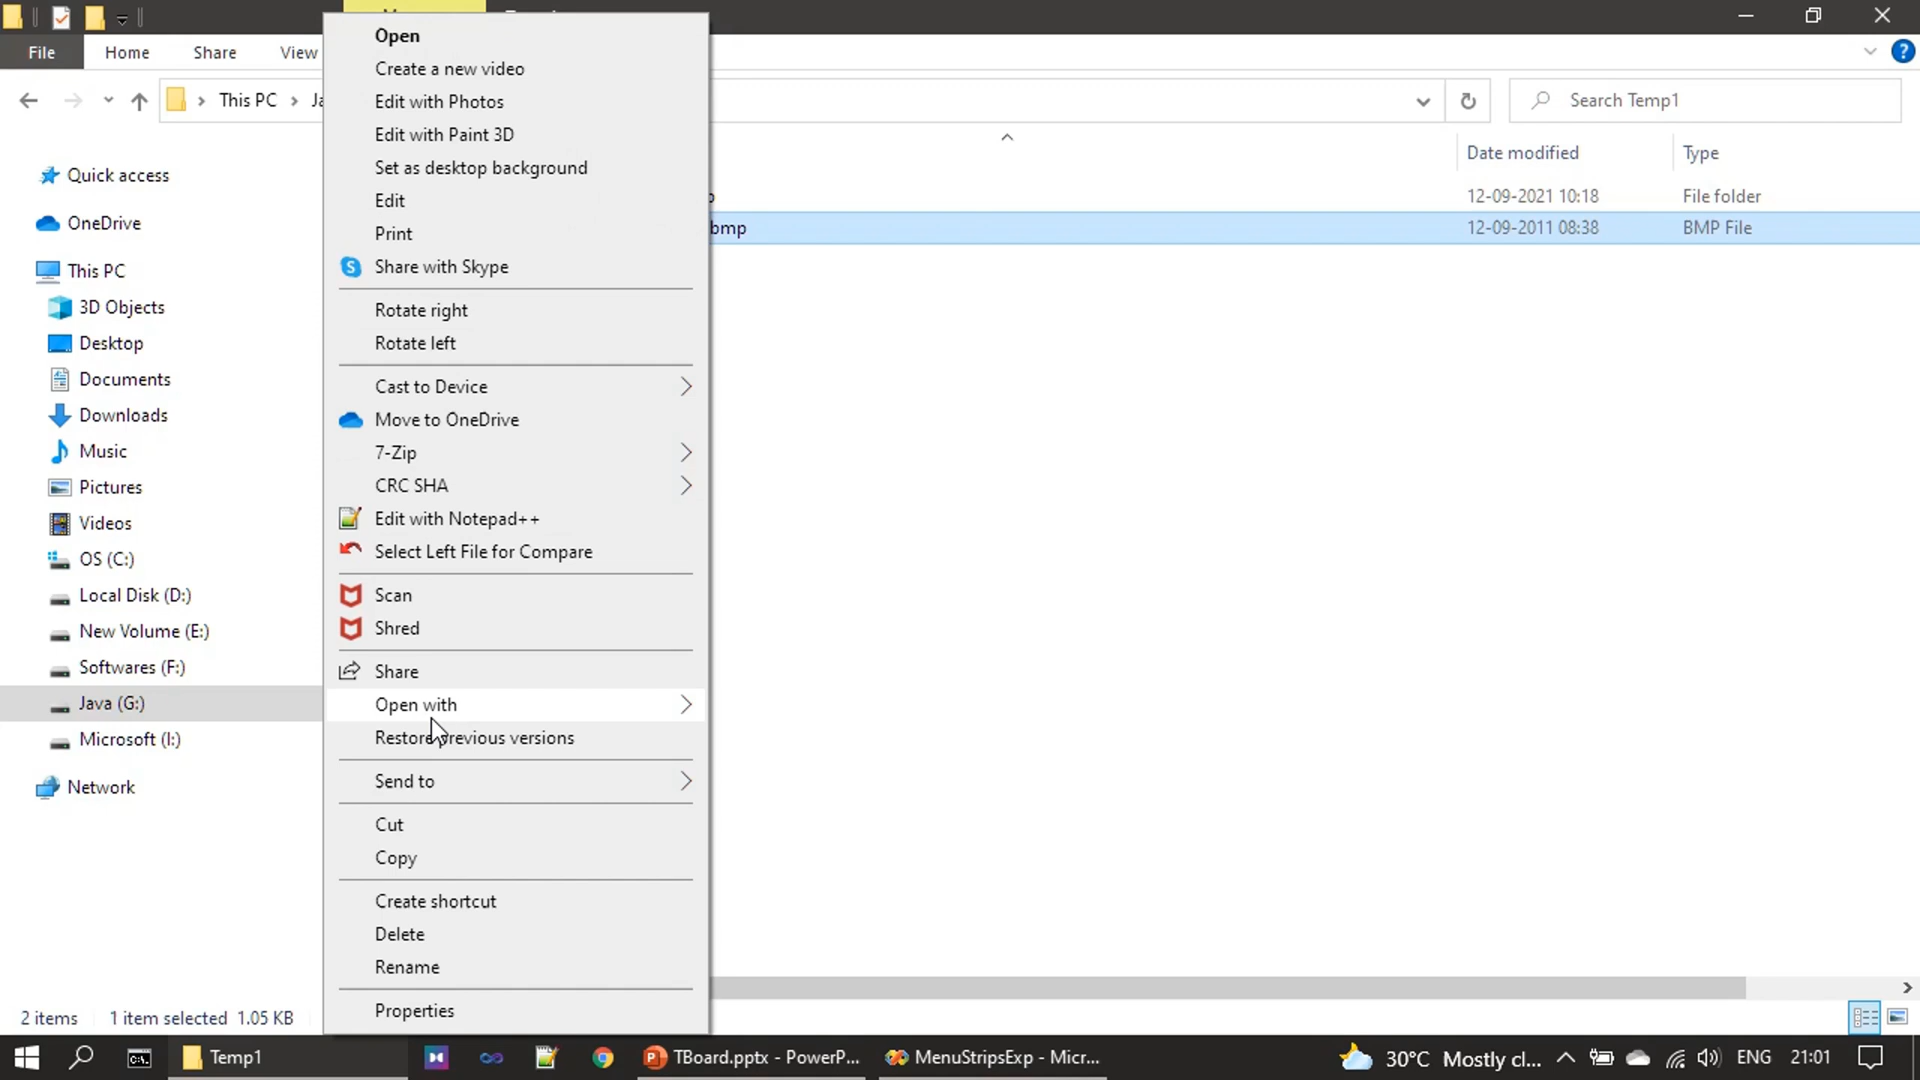 File
Home
Share
View
This PC
Search Temp1
Quick access
OneDrive
This PC
3D Objects
Desktop
Documents
Downloads
Music
Pictures
Videos
OS (C:)
Local Disk (D:)
New Volume (E:)
Softwares (F:)
Java (G:)
Microsoft (I:)
Network
Open
Create a new video
Edit with Photos
Edit with Paint 3D
Set as desktop background
Edit
Print
Share with Skype
Rotate right
Rotate left
Cast to Device
Move to OneDrive
7-Zip
CRC SHA
Edit with Notepad++
Select Left File for Compare
Scan
Shred
Share
Open with
Restore previous versions
Send to
Cut
Copy
Create shortcut
Delete
Rename
Properties
Date modified
Type
12-09-2021 10:18
File folder
bmp
12-09-2011 08:38
BMP File
2 items
1 item selected 1.05 KB
Temp1
TBoard.pptx - PowerP...
MenuStripsExp - Micr...
30°C Mostly cl...
ENG
21:01